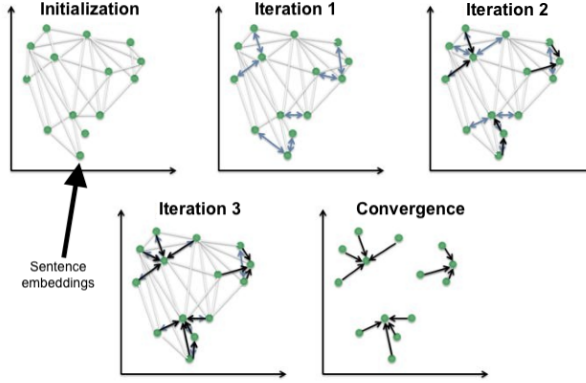 Initialization
Iteration 1
Iteration 2
Iteration 3
Convergence
Sentence
embeddings